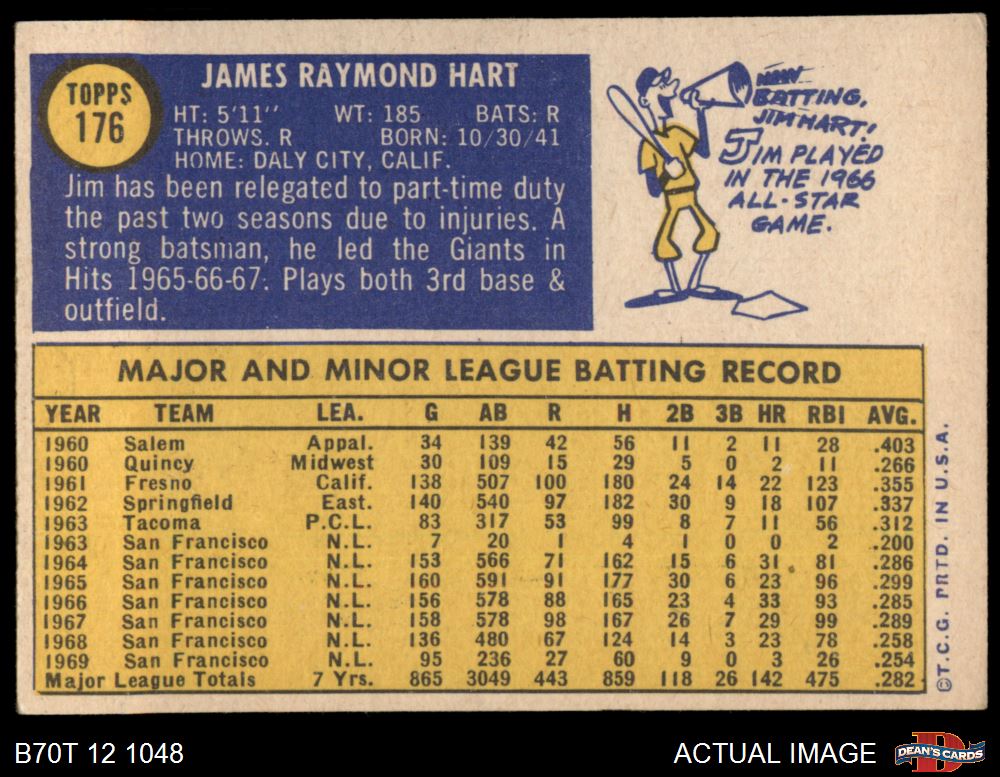 TOPPS
176
JAMES RAYMOND HART
HT: 5'11" WT: 185 BATS: R
THROWS. R BORN: 10/30/41
HOME: DALY CITY, CALIF.
Jim has been relegated to part-time duty
the past two seasons due to injuries. A
strong batsman, he led the Giants in
Hits 1965-66-67. Plays both 3rd base &
outfield.
NOW
BATTING,
JIM HART!
JIM PLAYED
IN THE 1966
ALL-STAR
GAME.
MAJOR AND MINOR LEAGUE BATTING RECORD
YEAR TEAM LEA. G AB R H 2B 3B HR RBI AVG.
1960 Salem Appal. 34 139 42 56 11 2 11 28 .403
1960 Quincy Midwest 30 109 15 29 5 0 2 11 .266
1961 Fresno Calif. 138 507 100 180 24 14 22 123 .355
1962 Springfield East. 140 540 97 182 30 9 18 107 .337
1963 Tacoma P.C.L. 83 317 53 99 8 7 11 56 .312
1963 San Francisco N.L. 7 20 1 4 1 0 0 2 .200
1964 San Francisco N.L. 153 566 71 162 15 6 31 81 .286
1965 San Francisco N.L. 160 591 91 177 30 6 23 96 .299
1966 San Francisco N.L. 156 578 88 165 23 4 33 93 .285
1967 San Francisco N.L. 158 578 98 167 26 7 29 99 .289
1968 San Francisco N.L. 136 480 67 124 14 3 23 78 .258
1969 San Francisco N.L. 95 236 27 60 9 0 3 26 .254
Major League Totals 7 Yrs. 865 3049 443 859 118 26 142 475 .282
©T.C.G. PRTD. IN U.S.A.
B70T 12 1048
ACTUAL IMAGE
D
DEAN'S CARDS